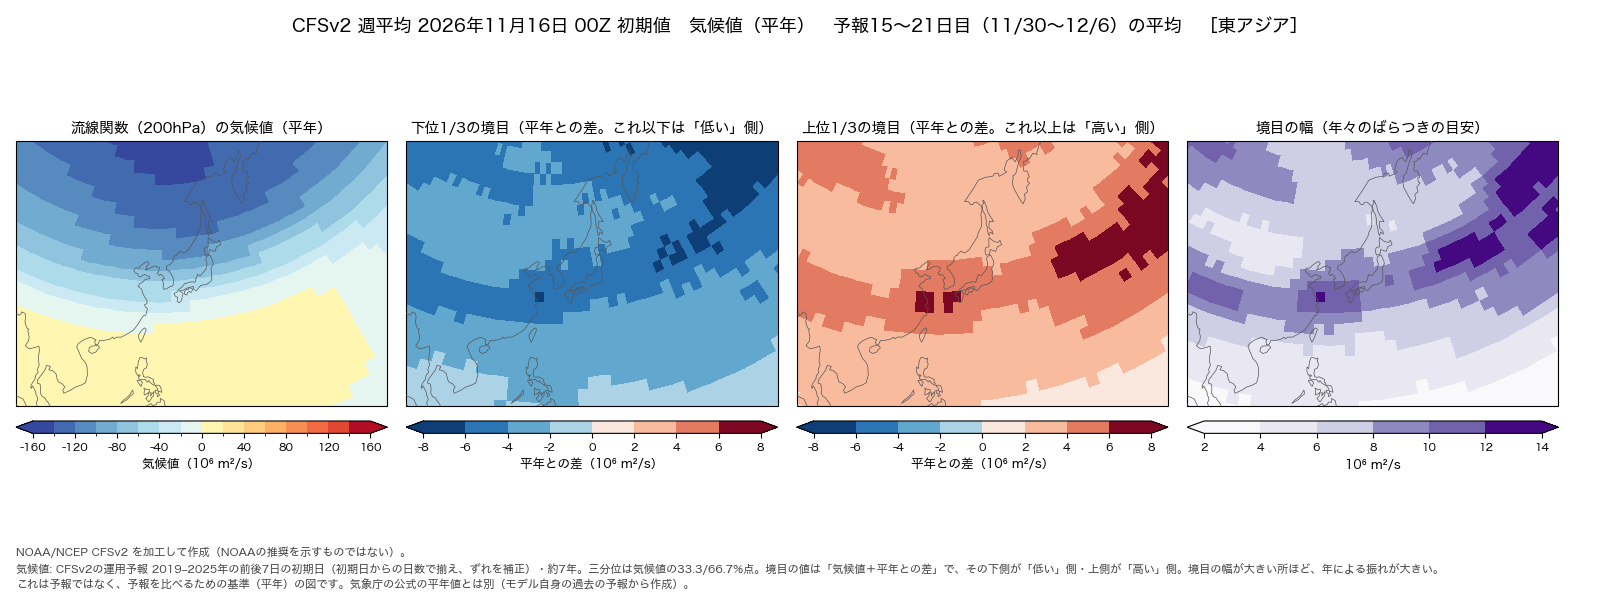 CFSv2 週平均 2026年11月16日 00Z 初期値　気候値（平年）　予報15～21日目（11/30～12/6）の平均　［東アジア］
流線関数（200hPa）の気候値（平年）
下位1/3の境目（平年との差。これ以下は「低い」側）
上位1/3の境目（平年との差。これ以上は「高い」側）
境目の幅（年々のばらつきの目安）
-160 -120 -80 -40 0 40 80 120 160
気候値（10⁶ m²/s）
-8 -6 -4 -2 0 2 4 6 8
平年との差（10⁶ m²/s）
-8 -6 -4 -2 0 2 4 6 8
平年との差（10⁶ m²/s）
2 4 6 8 10 12 14
10⁶ m²/s
NOAA/NCEP CFSv2 を加工して作成（NOAAの推奨を示すものではない）。
気候値: CFSv2の運用予報 2019–2025年の前後7日の初期日（初期日からの日数で揃え、ずれを補正）・約7年。三分位は気候値の33.3/66.7%点。境目の値は「気候値＋平年との差」で、その下側が「低い」側・上側が「高い」側。境目の幅が大きい所ほど、年による振れが大きい。
これは予報ではなく、予報を比べるための基準（平年）の図です。気象庁の公式の平年値とは別（モデル自身の過去の予報から作成）。